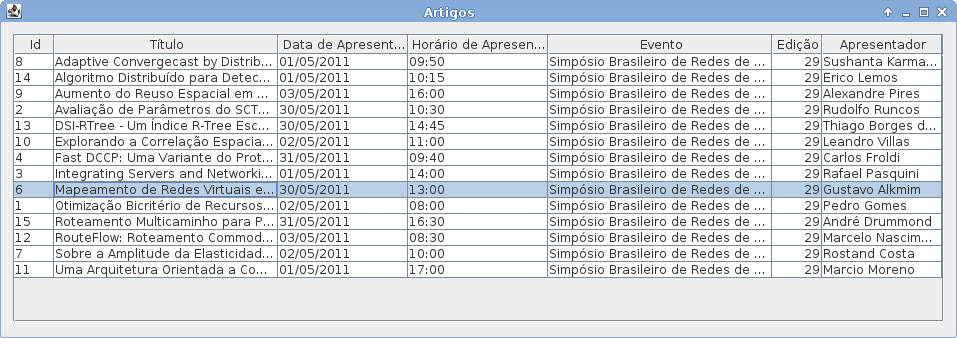 Artigos
Id Título Data de Apresent... Horário de Apresen... Evento Edição Apresentador
8 Adaptive Convergecast by Distrib... 01/05/2011 09:50 Simpósio Brasileiro de Redes de ... 29 Sushanta Karma...
14 Algoritmo Distribuído para Detec... 01/05/2011 10:15 Simpósio Brasileiro de Redes de ... 29 Erico Lemos
9 Aumento do Reuso Espacial em ... 03/05/2011 16:00 Simpósio Brasileiro de Redes de ... 29 Alexandre Pires
2 Avaliação de Parâmetros do SCT... 30/05/2011 10:30 Simpósio Brasileiro de Redes de ... 29 Rudolfo Runcos
13 DSI-RTree - Um Índice R-Tree Esc... 30/05/2011 14:45 Simpósio Brasileiro de Redes de ... 29 Thiago Borges d...
10 Explorando a Correlação Espacia... 02/05/2011 11:00 Simpósio Brasileiro de Redes de ... 29 Leandro Villas
4 Fast DCCP: Uma Variante do Prot... 31/05/2011 09:40 Simpósio Brasileiro de Redes de ... 29 Carlos Froldi
3 Integrating Servers and Networki... 01/05/2011 14:00 Simpósio Brasileiro de Redes de ... 29 Rafael Pasquini
6 Mapeamento de Redes Virtuais e... 30/05/2011 13:00 Simpósio Brasileiro de Redes de ... 29 Gustavo Alkmim
1 Otimização Bicritério de Recursos... 02/05/2011 08:00 Simpósio Brasileiro de Redes de ... 29 Pedro Gomes
15 Roteamento Multicaminho para P... 31/05/2011 16:30 Simpósio Brasileiro de Redes de ... 29 André Drummond
12 RouteFlow: Roteamento Commod... 03/05/2011 08:30 Simpósio Brasileiro de Redes de ... 29 Marcelo Nascim...
7 Sobre a Amplitude da Elasticidad... 02/05/2011 10:00 Simpósio Brasileiro de Redes de ... 29 Rostand Costa
11 Uma Arquitetura Orientada a Co... 01/05/2011 17:00 Simpósio Brasileiro de Redes de ... 29 Marcio Moreno